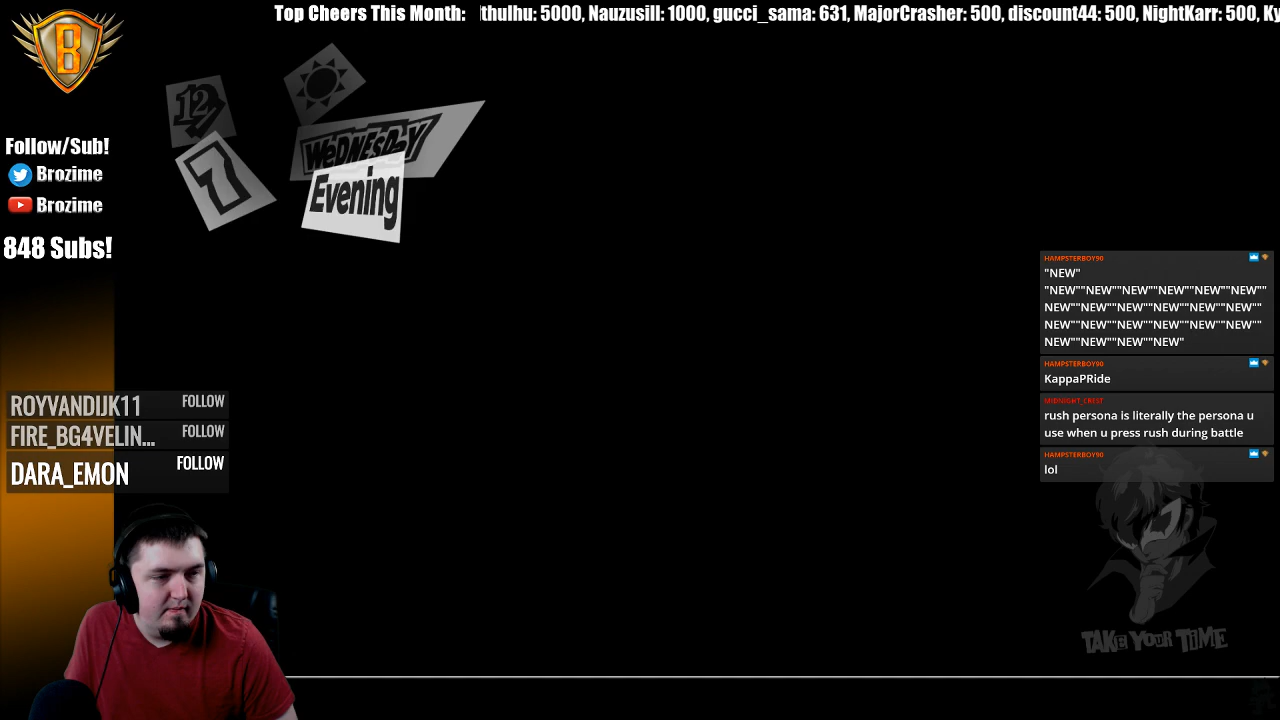 Top Cheers This Month: thulhu: 5000, Nauzusill: 1000, gucci_sama: 631, MajorCrasher: 500, discount44: 500, NightKarr: 500, Ky
B
12
7
WEDNESDAY
Evening
Follow/Sub!
Brozime
Brozime
848 Subs!
HAMPSTERBOY90
"NEW"
"NEW""NEW""NEW""NEW""NEW""NEW""
NEW""NEW""NEW""NEW""NEW""NEW""
NEW""NEW""NEW""NEW""NEW""NEW""
NEW""NEW""NEW""NEW"
HAMPSTERBOY90
KappaPRide
MIDNIGHT_CREST
rush persona is literally the persona u
use when u press rush during battle
HAMPSTERBOY90
lol
ROYVANDIJK11 FOLLOW
FIRE_BG4VELIN... FOLLOW
DARA_EMON FOLLOW
TAKE YOUR TIME